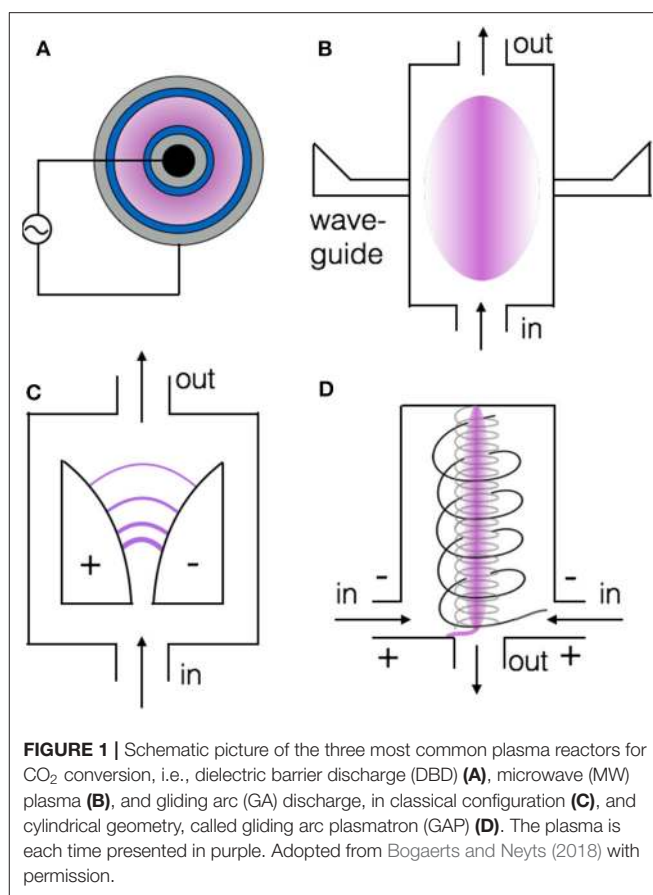 A
B
out
wave-
guide
in
C
out
+
-
in
D
-
-
in
in
+
out
+
FIGURE 1 | Schematic picture of the three most common plasma reactors for
CO₂ conversion, i.e., dielectric barrier discharge (DBD) (A), microwave (MW)
plasma (B), and gliding arc (GA) discharge, in classical configuration (C), and
cylindrical geometry, called gliding arc plasmatron (GAP) (D). The plasma is
each time presented in purple. Adopted from Bogaerts and Neyts (2018) with
permission.